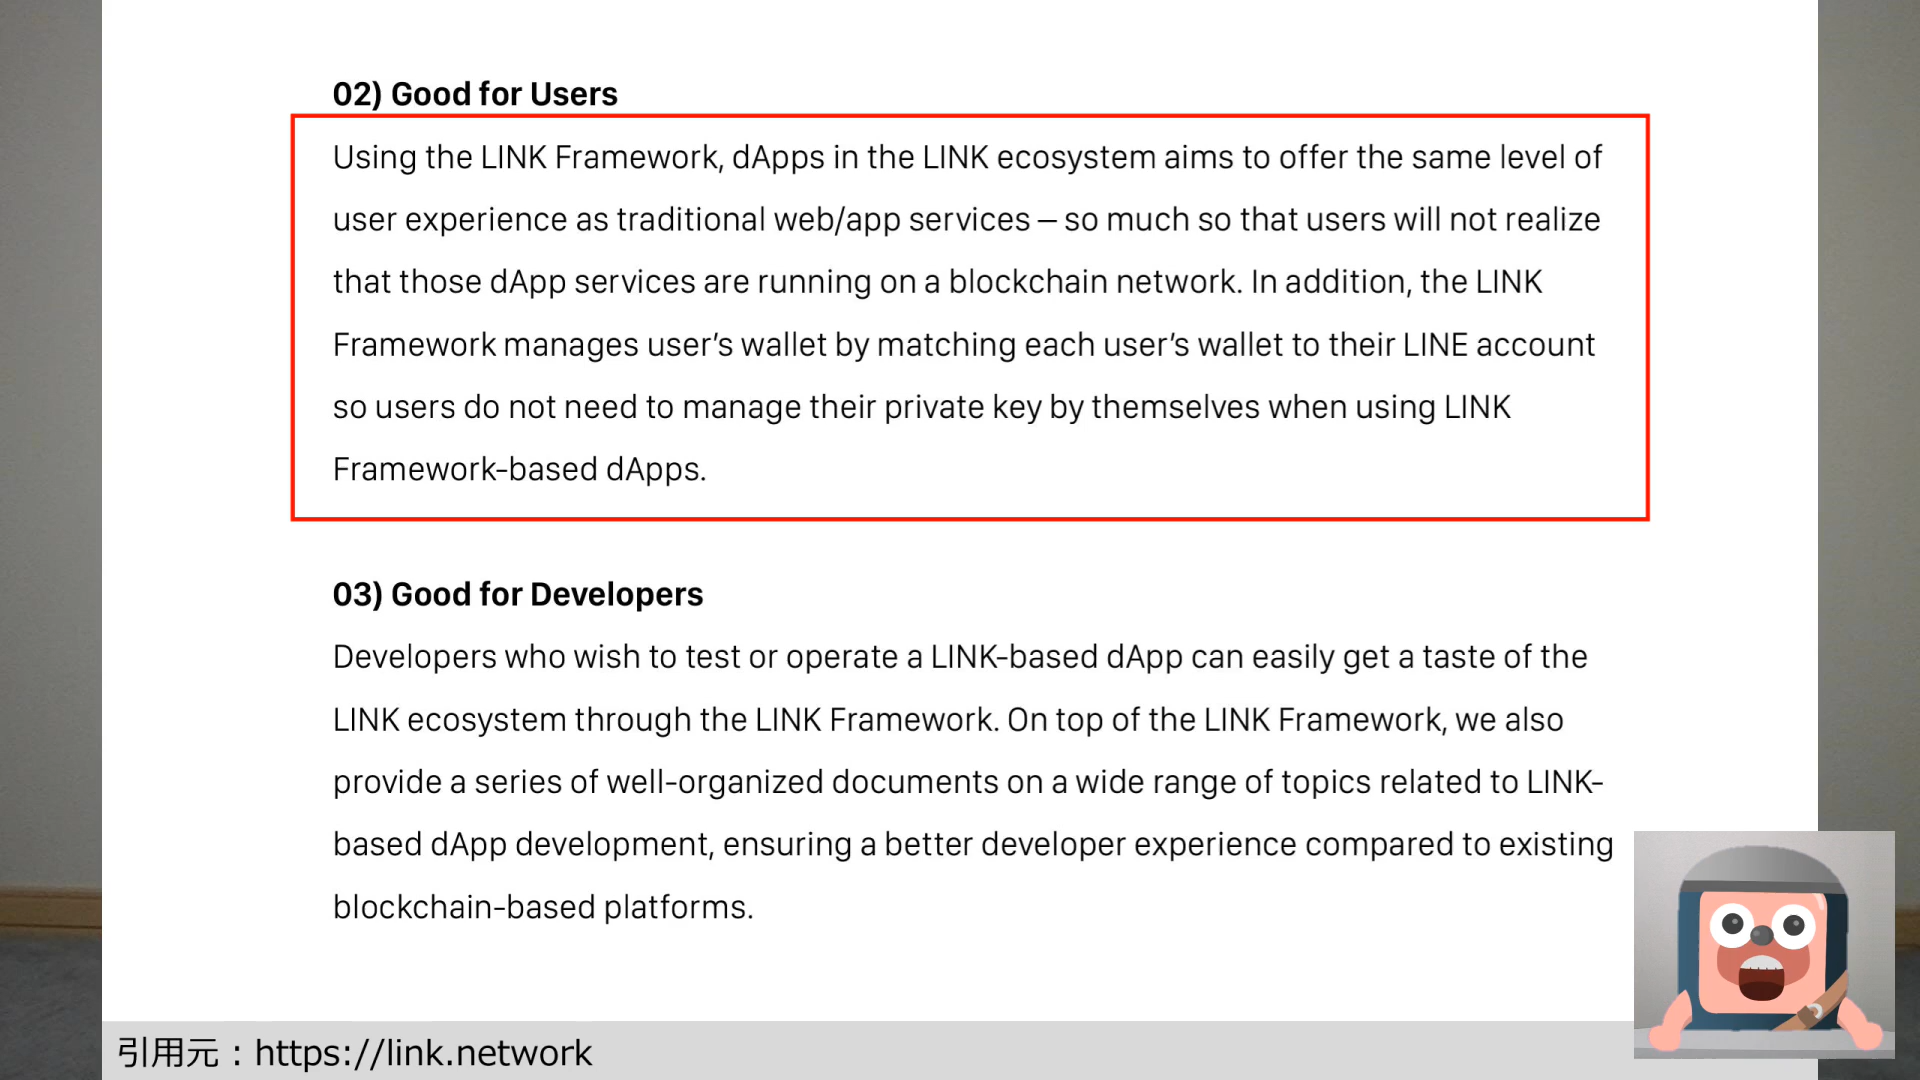 02) Good for Users
Using the LINK Framework, dApps in the LINK ecosystem aims to offer the same level of
user experience as traditional web/app services – so much so that users will not realize
that those dApp services are running on a blockchain network. In addition, the LINK
Framework manages user’s wallet by matching each user’s wallet to their LINE account
so users do not need to manage their private key by themselves when using LINK
Framework-based dApps.
03) Good for Developers
Developers who wish to test or operate a LINK-based dApp can easily get a taste of the
LINK ecosystem through the LINK Framework. On top of the LINK Framework, we also
provide a series of well-organized documents on a wide range of topics related to LINK-
based dApp development, ensuring a better developer experience compared to existing
blockchain-based platforms.
引用元：https://link.network